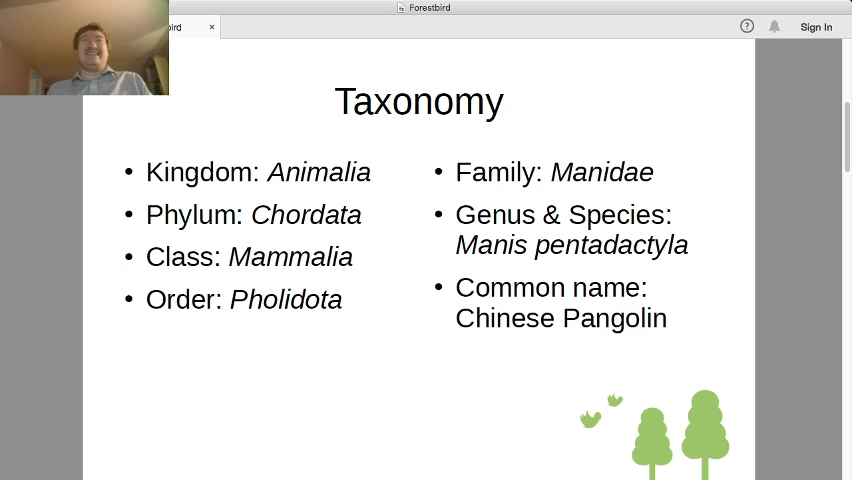 Forestbird
bird
Sign In
Taxonomy
• Kingdom: Animalia
• Phylum: Chordata
• Class: Mammalia
• Order: Pholidota
• Family: Manidae
• Genus & Species:
Manis pentadactyla
• Common name:
Chinese Pangolin